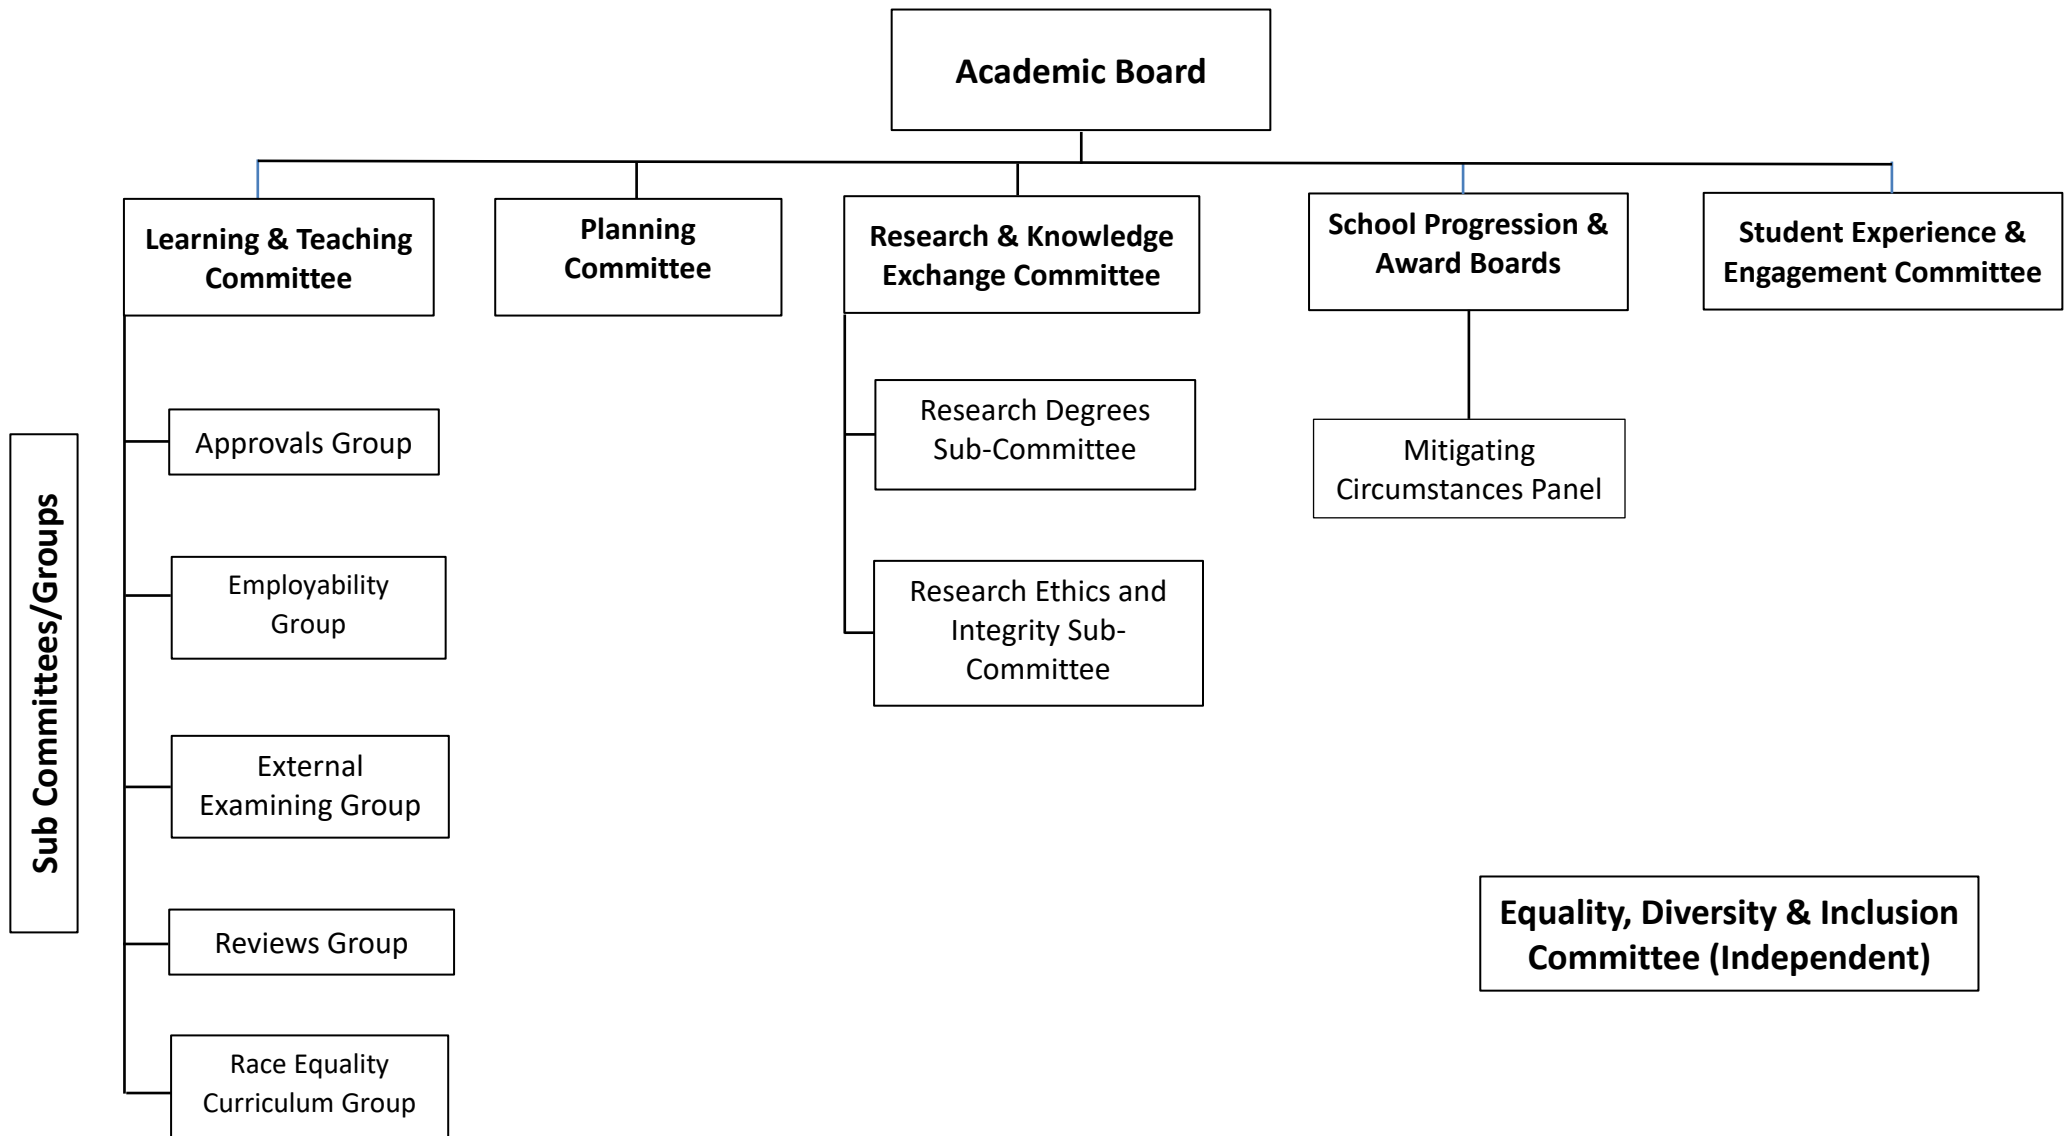 Academic Board
Learning & Teaching
Committee
Planning
Committee
Research & Knowledge
Exchange Committee
School Progression &
Award Boards
Student Experience &
Engagement Committee
Sub Committees/Groups
Approvals Group
Employability
Group
External
Examining Group
Reviews Group
Race Equality
Curriculum Group
Research Degrees
Sub-Committee
Research Ethics and
Integrity Sub-
Committee
Mitigating
Circumstances Panel
Equality, Diversity & Inclusion
Committee (Independent)